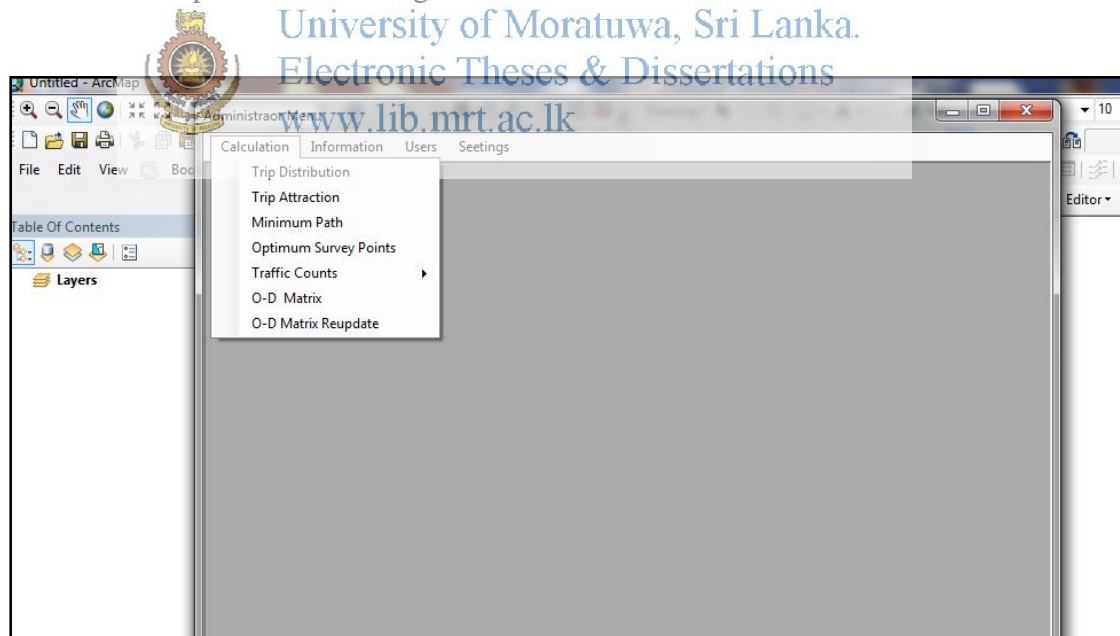 University of Moratuwa, Sri Lanka.
Electronic Theses & Dissertations
www.lib.mrt.ac.lk
Untitled - ArcMap
AdministraorMenu
10
Calculation Information Users Seetings
File Edit View Boo
Editor
Trip Distribution
Trip Attraction
Minimum Path
Optimum Survey Points
Traffic Counts
O-D Matrix
O-D Matrix Reupdate
Table Of Contents
Layers